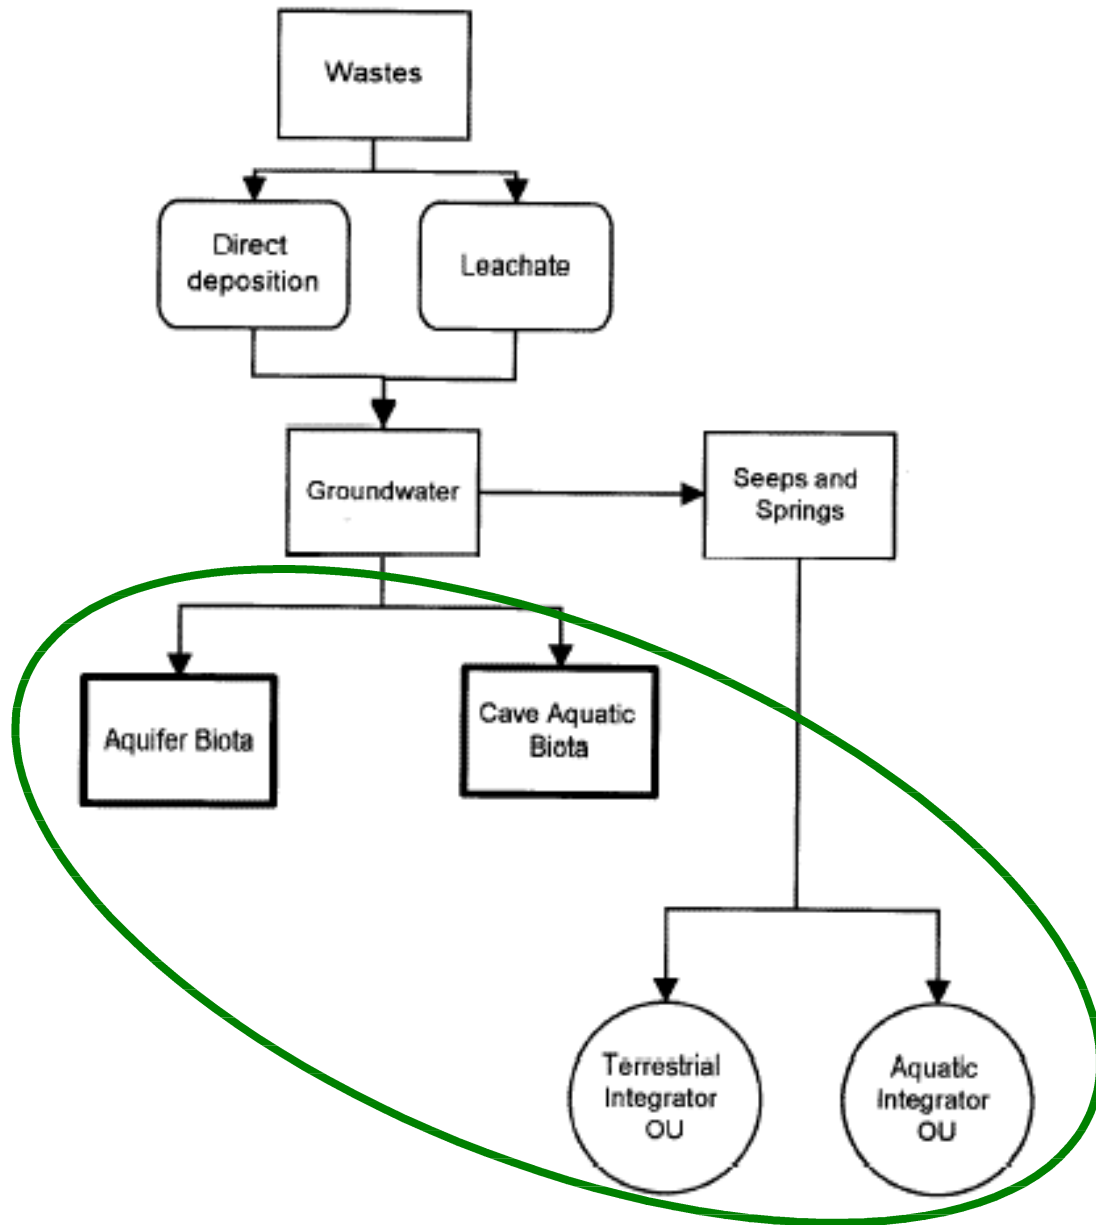 Wastes
Direct
deposition
Leachate
Groundwater
Seeps and
Springs
Aquifer Biota
Cave Aquatic
Biota
Terrestrial
Integrator
OU
Aquatic
Integrator
OU